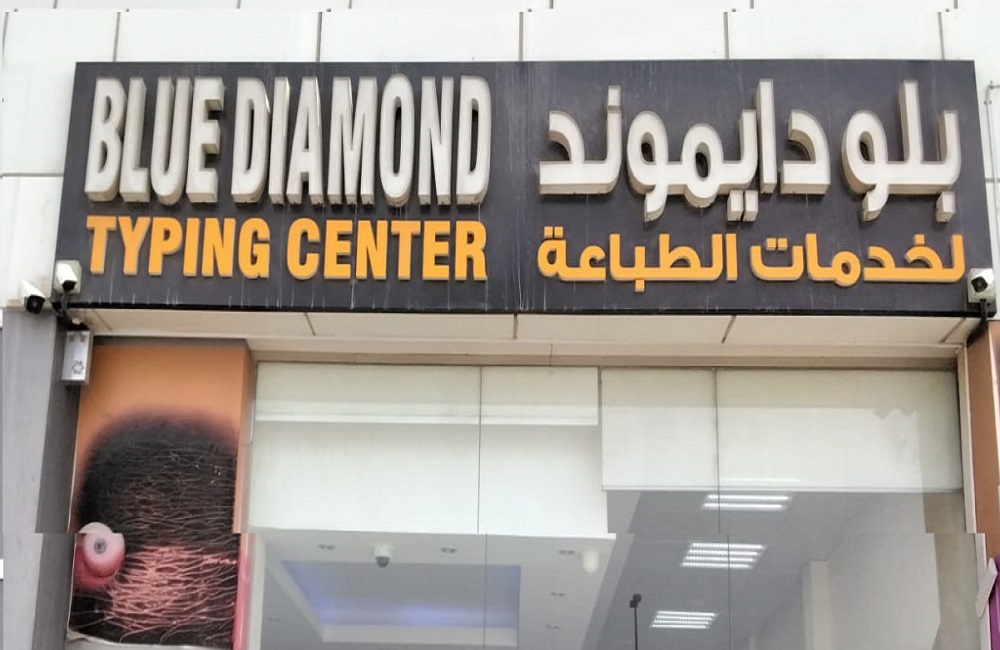 BLUE DIAMOND
TYPING CENTER
بلو دايموند
لخدمات الطباعة